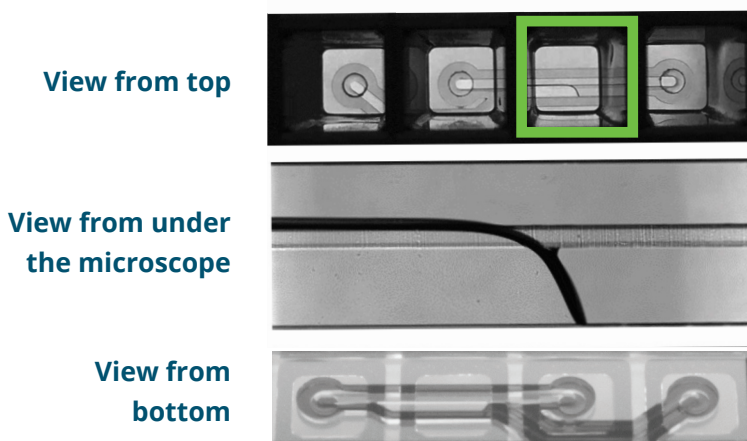 View from top
View from under
the microscope
View from
bottom